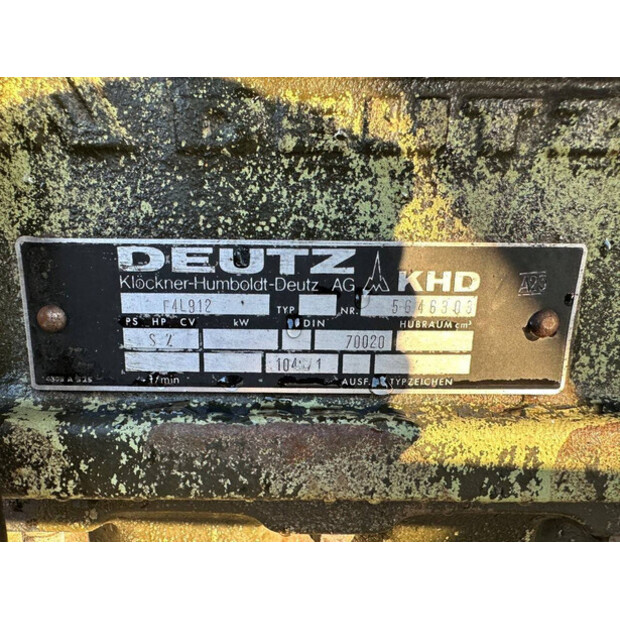 DEUTZ
Klöckner-Humboldt-Deutz AG KHD
F4L912 TYP NR. 5646303
PS HP CV kW DIN HUBRAUM cm³
70020
1/min AUSF. TYPZEICHEN